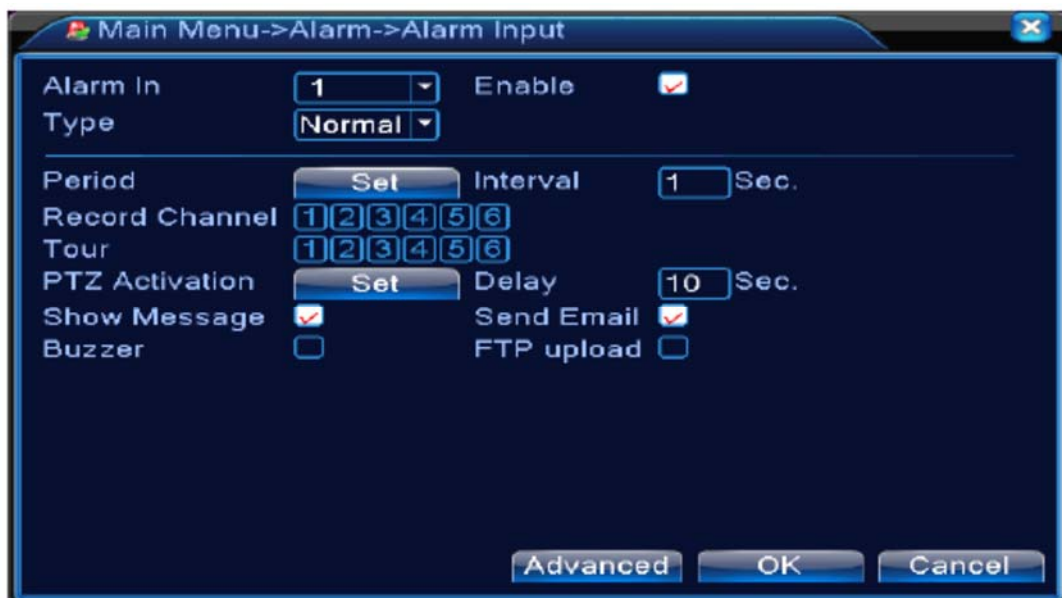 Main Menu->Alarm->Alarm Input
Alarm In 1 Enable
Type Normal
Period Set Interval 1 Sec.
Record Channel 1 2 3 4 5 6
Tour 1 2 3 4 5 6
PTZ Activation Set Delay 10 Sec.
Show Message Send Email
Buzzer FTP upload
Advanced OK Cancel